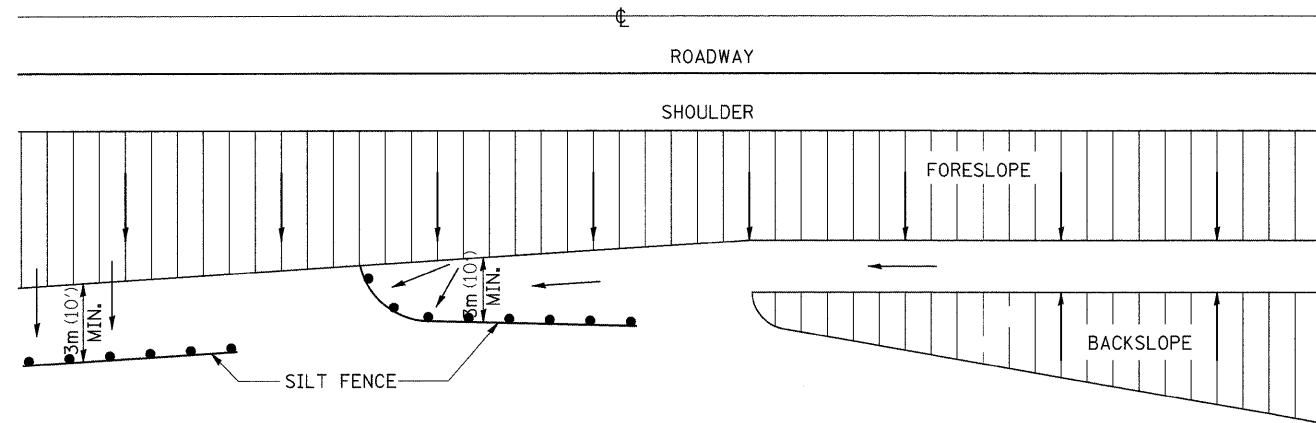 ℄
ROADWAY
SHOULDER
FORESLOPE
3m (10')
MIN.
3m (10')
MIN.
BACKSLOPE
SILT FENCE